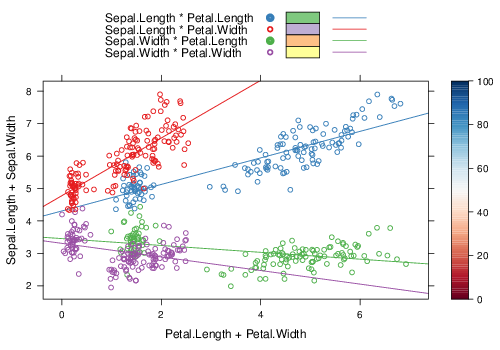 Sepal.Length * Petal.Length
Sepal.Length * Petal.Width
Sepal.Width * Petal.Length
Sepal.Width * Petal.Width
8
7
6
5
4
3
2
0
2
4
6
100
80
60
40
20
0
Sepal.Length + Sepal.Width
Petal.Length + Petal.Width